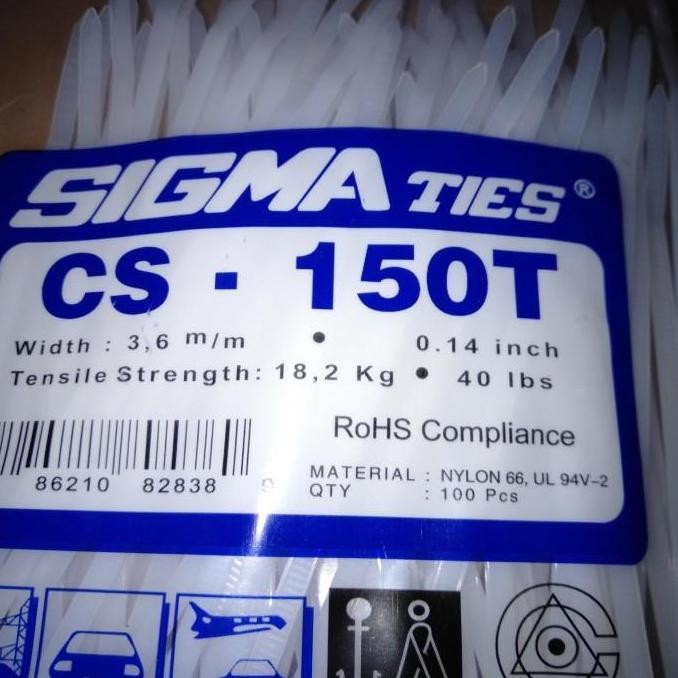 SIGMA TIES®
CS - 150T
Width : 3,6 m/m • 0.14 inch
Tensile Strength: 18,2 Kg • 40 lbs
RoHS Compliance
MATERIAL : NYLON 66, UL 94V-2
QTY : 100 Pcs
86210 82838 9